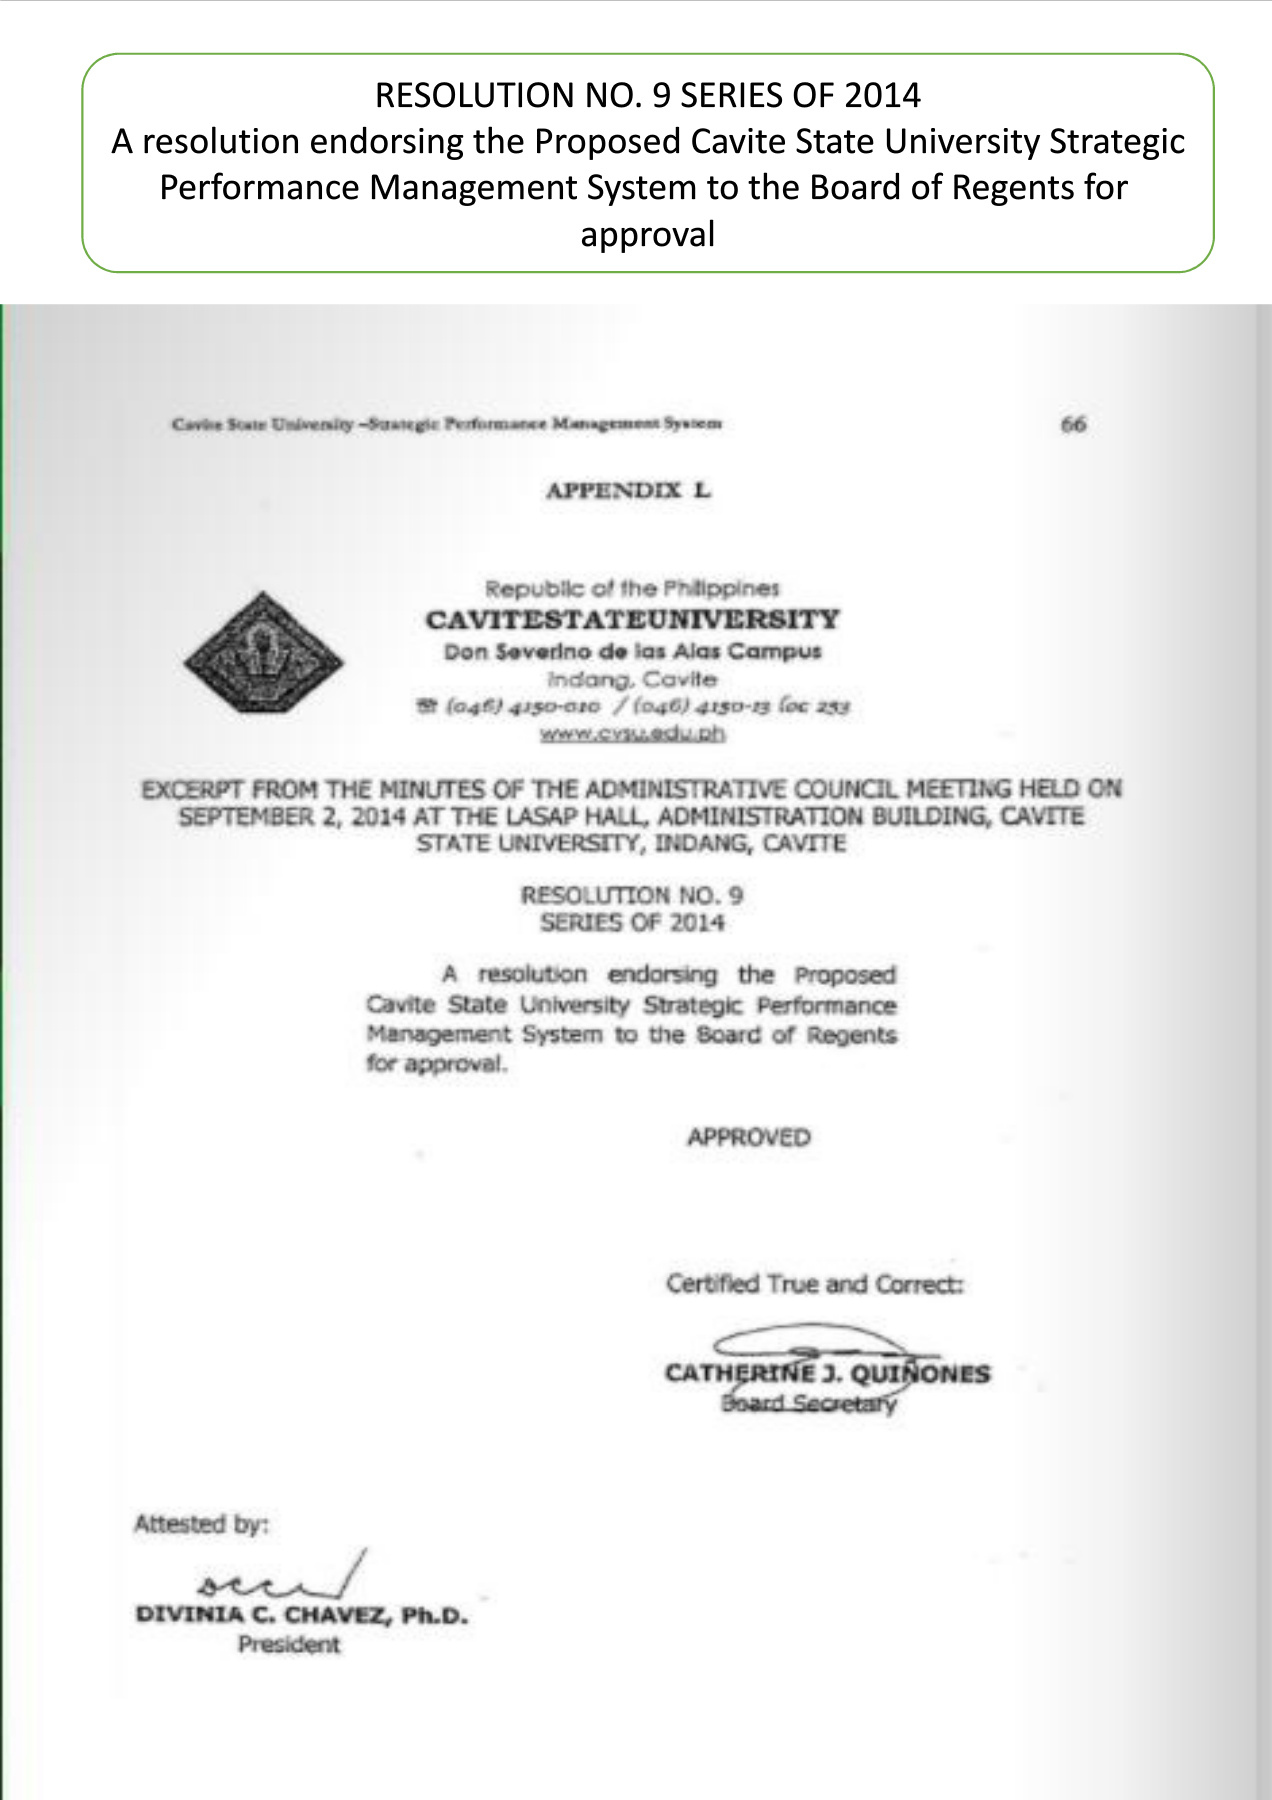 RESOLUTION NO. 9 SERIES OF 2014
A resolution endorsing the Proposed Cavite State University Strategic
Performance Management System to the Board of Regents for
approval
Cavite State University –Strategic Performance Management System 66
APPENDIX L
Republic of the Philippines
CAVITESTATEUNIVERSITY
Don Severino de las Alas Campus
Indang, Cavite
☏ (046) 4150-010 / (046) 4150-13 loc 253
www.cvsu.edu.ph
EXCERPT FROM THE MINUTES OF THE ADMINISTRATIVE COUNCIL MEETING HELD ON
SEPTEMBER 2, 2014 AT THE LASAP HALL, ADMINISTRATION BUILDING, CAVITE
STATE UNIVERSITY, INDANG, CAVITE
RESOLUTION NO. 9
SERIES OF 2014
A resolution endorsing the Proposed
Cavite State University Strategic Performance
Management System to the Board of Regents
for approval.
APPROVED
Certified True and Correct:
CATHERINE J. QUIÑONES
Board Secretary
Attested by:
DIVINIA C. CHAVEZ, Ph.D.
President